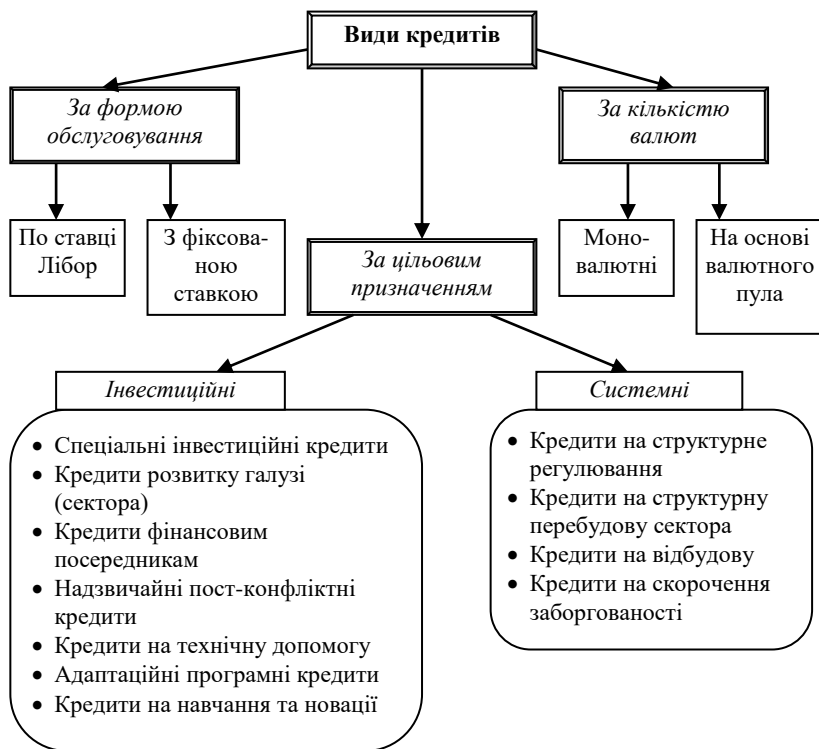 Види кредитів
За формою
обслуговування
За кількістю
валют
По ставці
Лібор
З фіксова-
ною
ставкою
За цільовим
призначенням
Моно-
валютні
На основі
валютного
пула
Інвестиційні
• Спеціальні інвестиційні кредити
• Кредити розвитку галузі
(сектора)
• Кредити фінансовим
посередникам
• Надзвичайні пост-конфліктні
кредити
• Кредити на технічну допомогу
• Адаптаційні програмні кредити
• Кредити на навчання та новації
Системні
• Кредити на структурне
регулювання
• Кредити на структурну
перебудову сектора
• Кредити на відбудову
• Кредити на скорочення
заборгованості